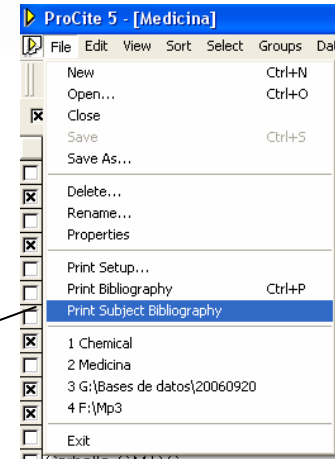 ProCite 5 - [Medicina]
File Edit View Sort Select Groups Da
New Ctrl+N
Open... Ctrl+O
Close
Save Ctrl+S
Save As...
Delete...
Rename...
Properties
Print Setup...
Print Bibliography Ctrl+P
Print Subject Bibliography
1 Chemical
2 Medicina
3 G:\Bases de datos\20060920
4 F:\Mp3
Exit